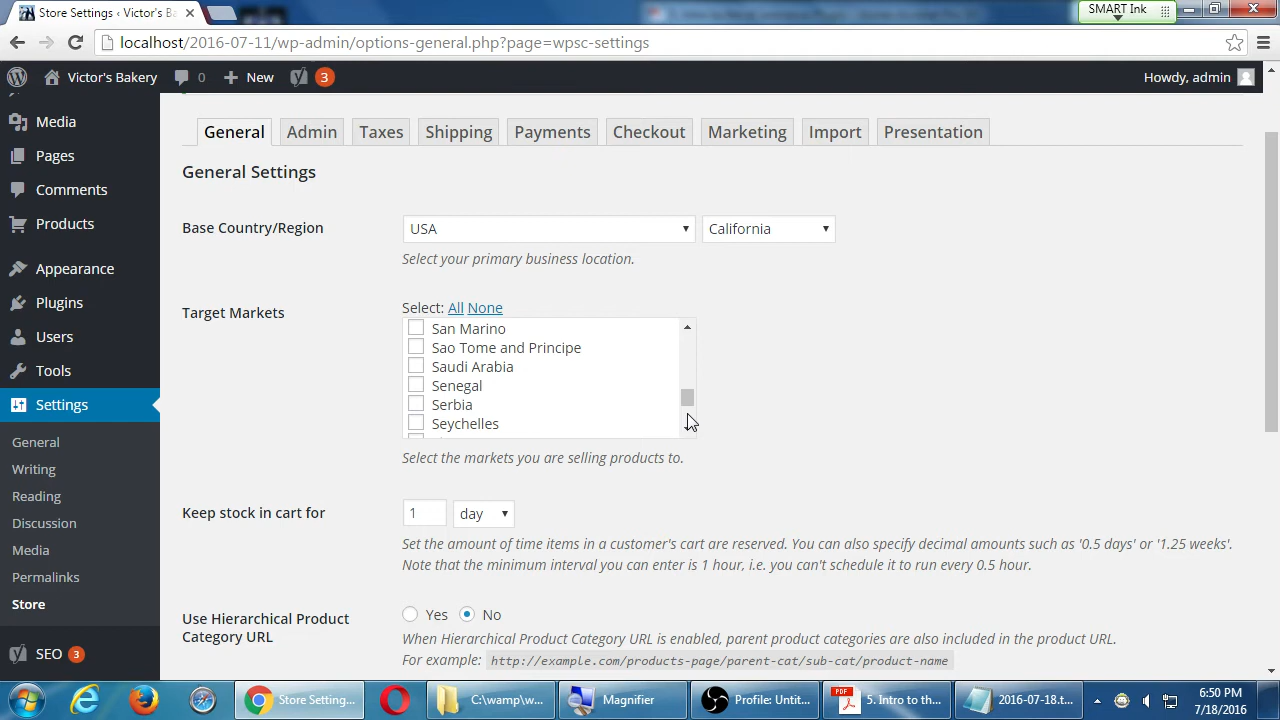 Store Settings ‹ Victor's Ba
SMART Ink
localhost/2016-07-11/wp-admin/options-general.php?page=wpsc-settings
Victor's Bakery
0
New
3
Howdy, admin
Media
Pages
Comments
Products
Appearance
Plugins
Users
Tools
Settings
General
Writing
Reading
Discussion
Media
Permalinks
Store
SEO 3
General
Admin
Taxes
Shipping
Payments
Checkout
Marketing
Import
Presentation
General Settings
Base Country/Region
USA
California
Select your primary business location.
Target Markets
Select: All None
San Marino
Sao Tome and Principe
Saudi Arabia
Senegal
Serbia
Seychelles
Select the markets you are selling products to.
Keep stock in cart for
1
day
Set the amount of time items in a customer's cart are reserved. You can also specify decimal amounts such as '0.5 days' or '1.25 weeks'.
Note that the minimum interval you can enter is 1 hour, i.e. you can't schedule it to run every 0.5 hour.
Use Hierarchical Product
Category URL
Yes
No
When Hierarchical Product Category URL is enabled, parent product categories are also included in the product URL.
For example: http://example.com/products-page/parent-cat/sub-cat/product-name
Store Setting...
C:\wamp\w...
Magnifier
Profile: Untit...
PDF
5. Intro to th...
2016-07-18.t...
6:50 PM
7/18/2016